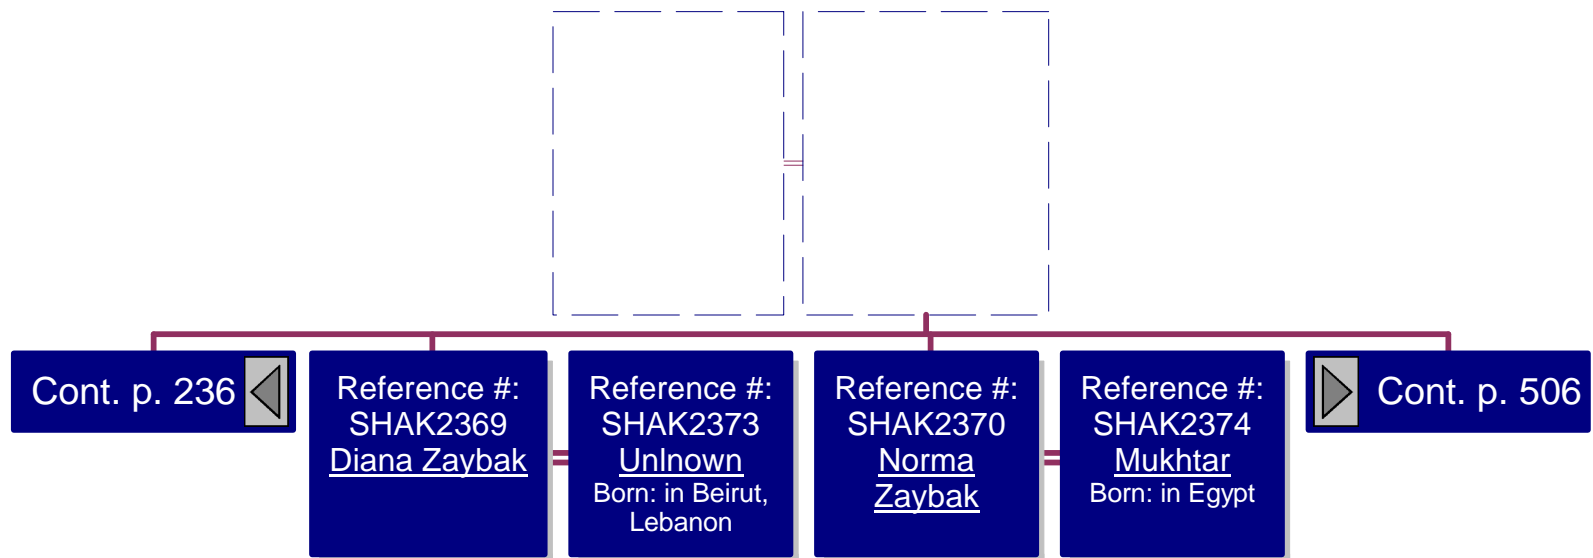 Cont. p. 236
Reference #:
SHAK2369
Diana Zaybak
Reference #:
SHAK2373
UnInown
Born: in Beirut,
Lebanon
Reference #:
SHAK2370
Norma
Zaybak
Reference #:
SHAK2374
Mukhtar
Born: in Egypt
Cont. p. 506